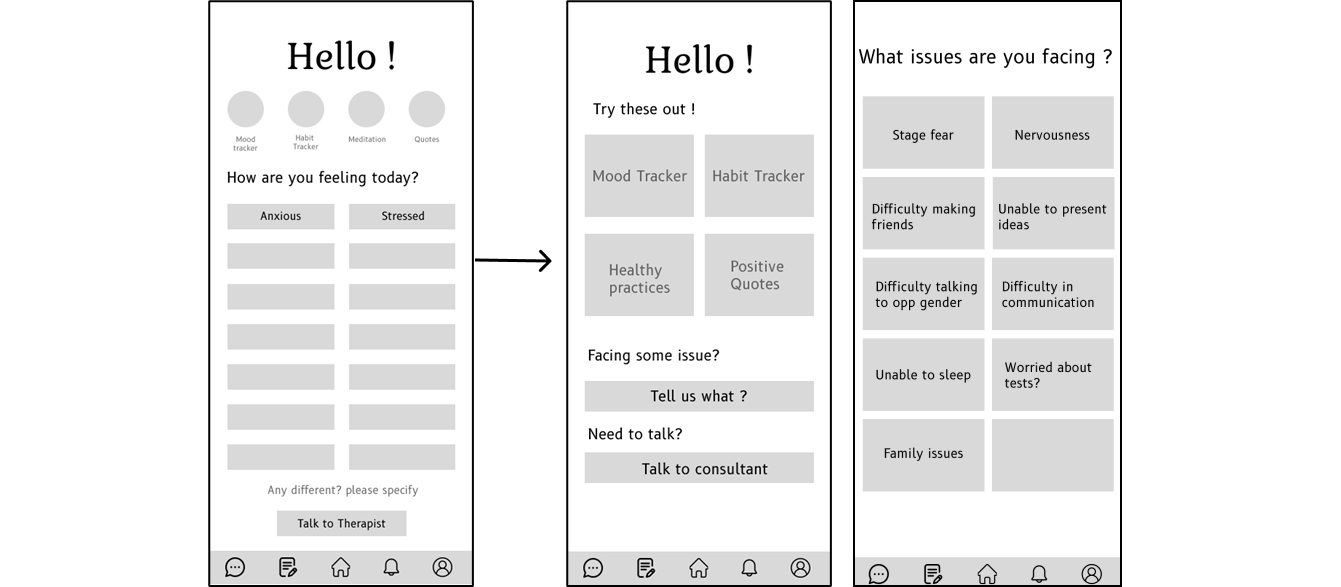 Hello !
Mood
tracker
Habit
Tracker
Meditation
Quotes
How are you feeling today?
Anxious
Stressed
Any different? please specify
Talk to Therapist
Hello !
Try these out !
Mood Tracker
Habit Tracker
Healthy
practices
Positive
Quotes
Facing some issue?
Tell us what ?
Need to talk?
Talk to consultant
What issues are you facing ?
Stage fear
Nervousness
Difficulty making
friends
Unable to present
ideas
Difficulty talking
to opp gender
Difficulty in
communication
Unable to sleep
Worried about
tests?
Family issues